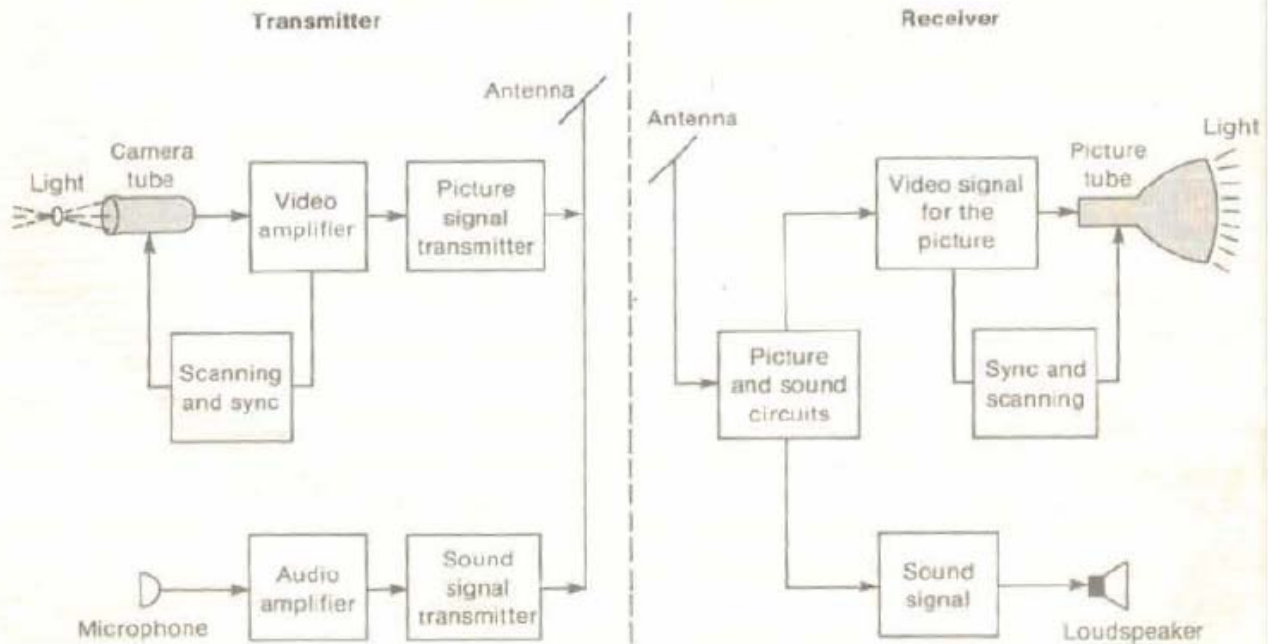 Transmitter
Antenna
Camera
tube
Light
Video
amplifier
Picture
signal
transmitter
Scanning
and sync
Microphone
Audio
amplifier
Sound
signal
transmitter
Receiver
Antenna
Light
Picture
tube
Video signal
for the
picture
Picture
and sound
circuits
Sync and
scanning
Sound
signal
Loudspeaker